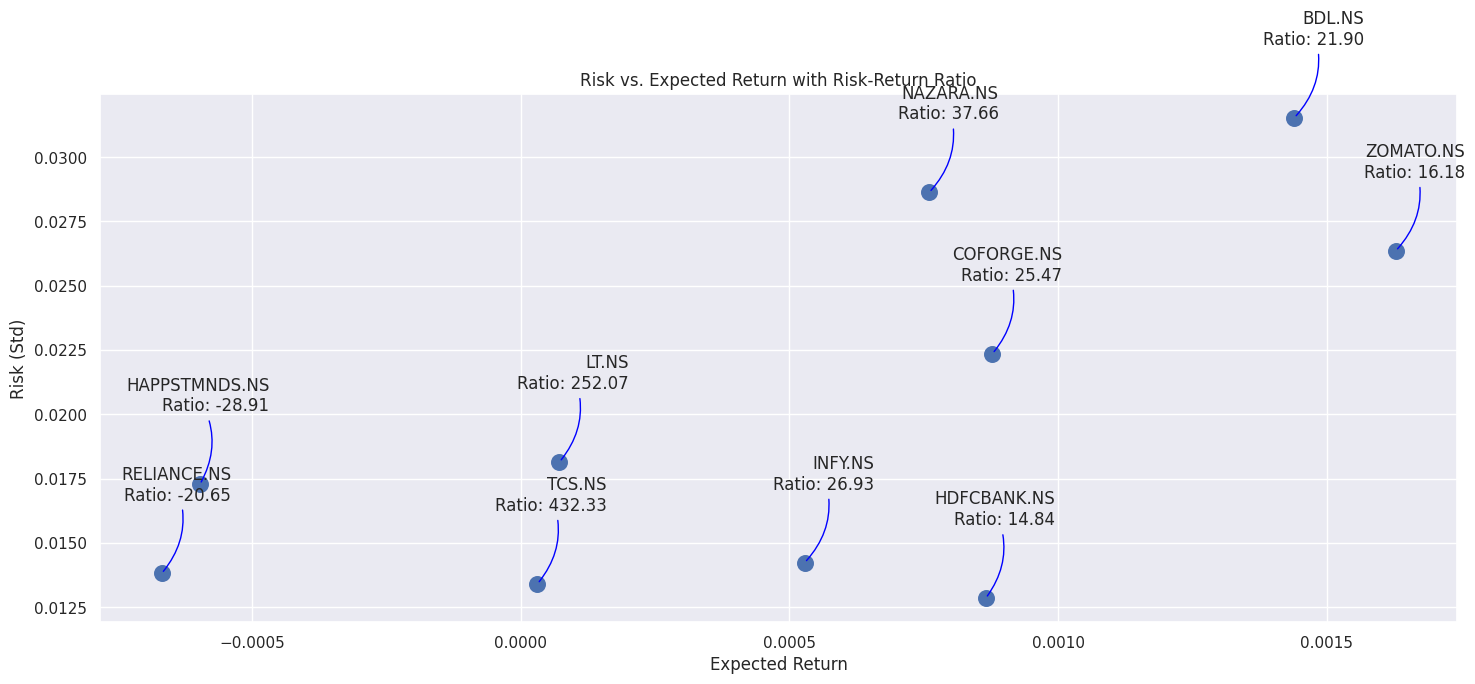 BDL.NS
Ratio: 21.90
Risk vs. Expected Return with Risk-Return Ratio
NAZARA.NS
Ratio: 37.66
ZOMATO.NS
Ratio: 16.18
COFORGE.NS
Ratio: 25.47
LT.NS
Ratio: 252.07
HAPPSTMNDS.NS
Ratio: -28.91
RELIANCE.NS
Ratio: -20.65
TCS.NS
Ratio: 432.33
INFY.NS
Ratio: 26.93
HDFCBANK.NS
Ratio: 14.84
Risk (Std)
0.0300
0.0275
0.0250
0.0225
0.0200
0.0175
0.0150
0.0125
−0.0005
0.0000
0.0005
0.0010
0.0015
Expected Return